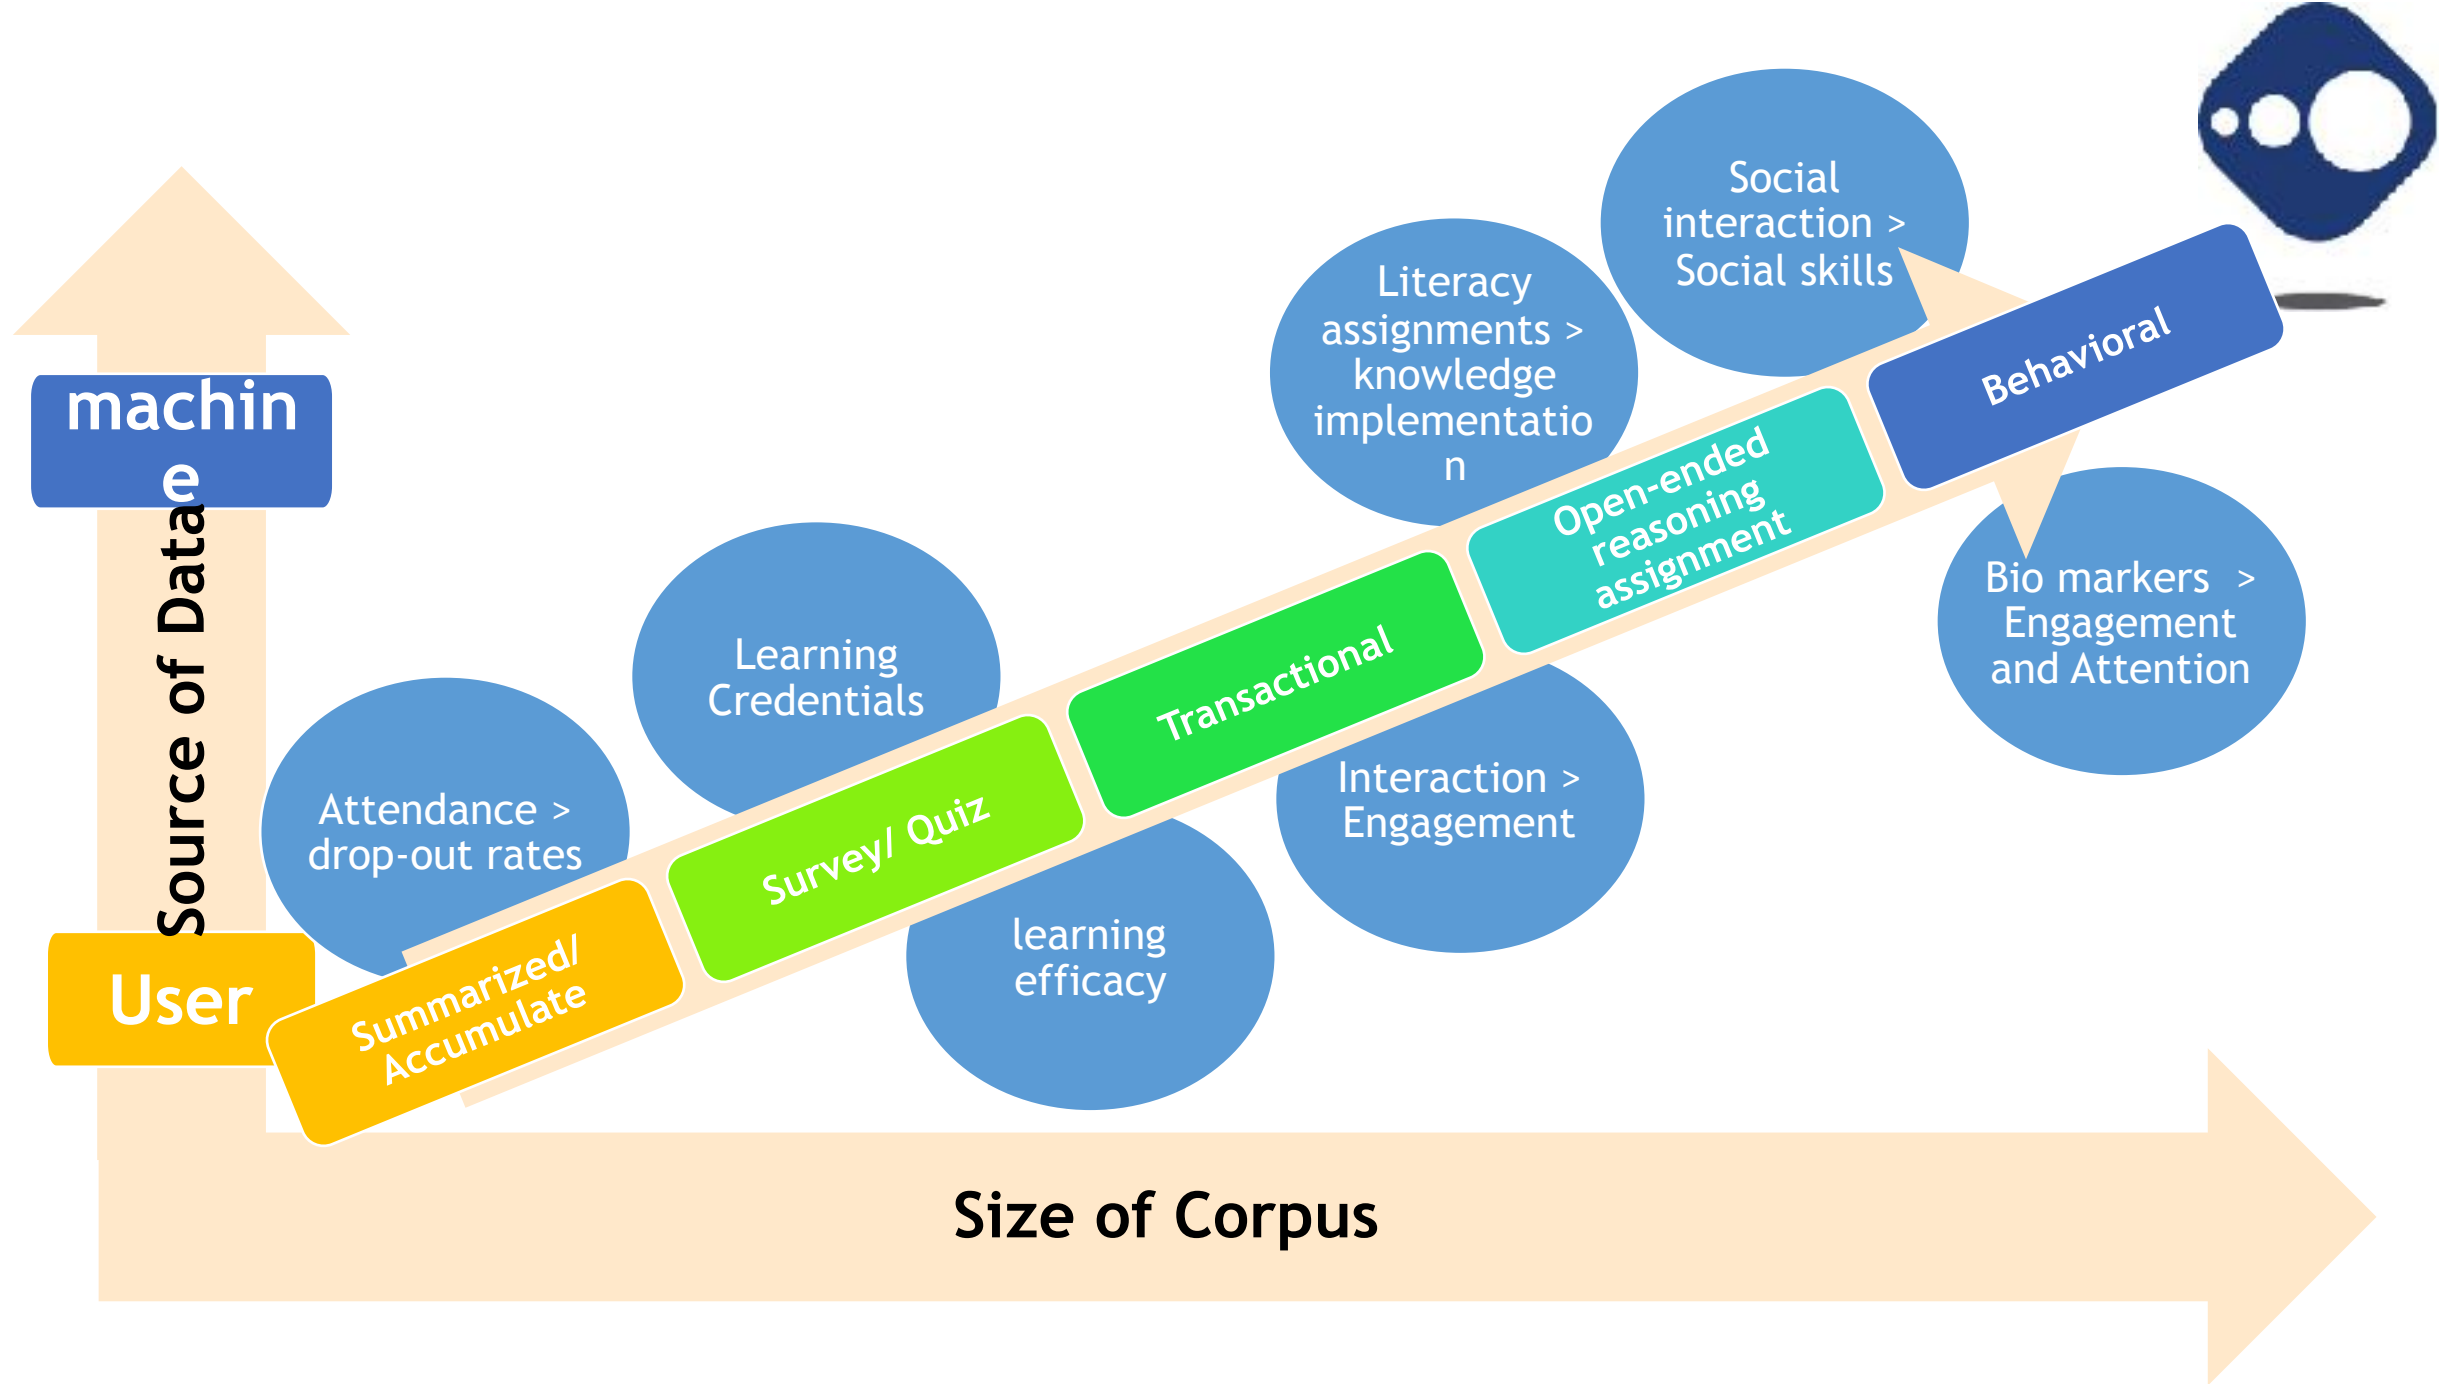 Social
interaction >
Social skills
Literacy
assignments >
knowledge
implementatio
n
machin
e
Source of Data
Behavioral
Open-ended
reasoning
assignment
Bio markers  >
Engagement
and Attention
Learning
Credentials
Transactional
Interaction >
Engagement
Attendance >
drop-out rates
Survey/ Quiz
learning
efficacy
User
Summarized/
Accumulate
Size of Corpus